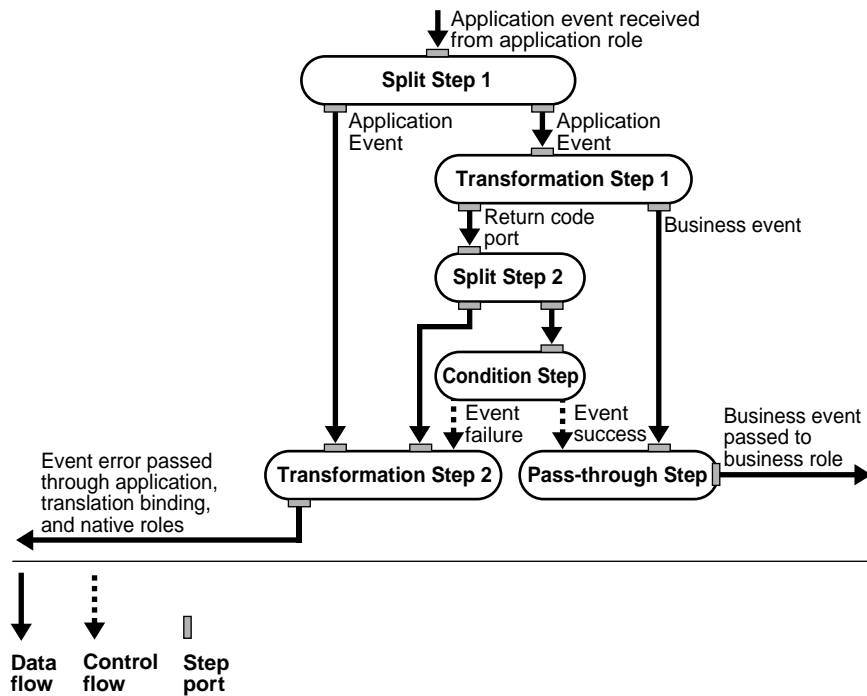 Application event received
from application role
Split Step 1
Application
Event
Application
Event
Transformation Step 1
Return code
port
Business event
Split Step 2
Condition Step
Event
failure
Event
success
Business event
passed to
business role
Event error passed
through application,
translation binding,
and native roles
Transformation Step 2
Pass-through Step
Data
flow
Control
flow
Step
port